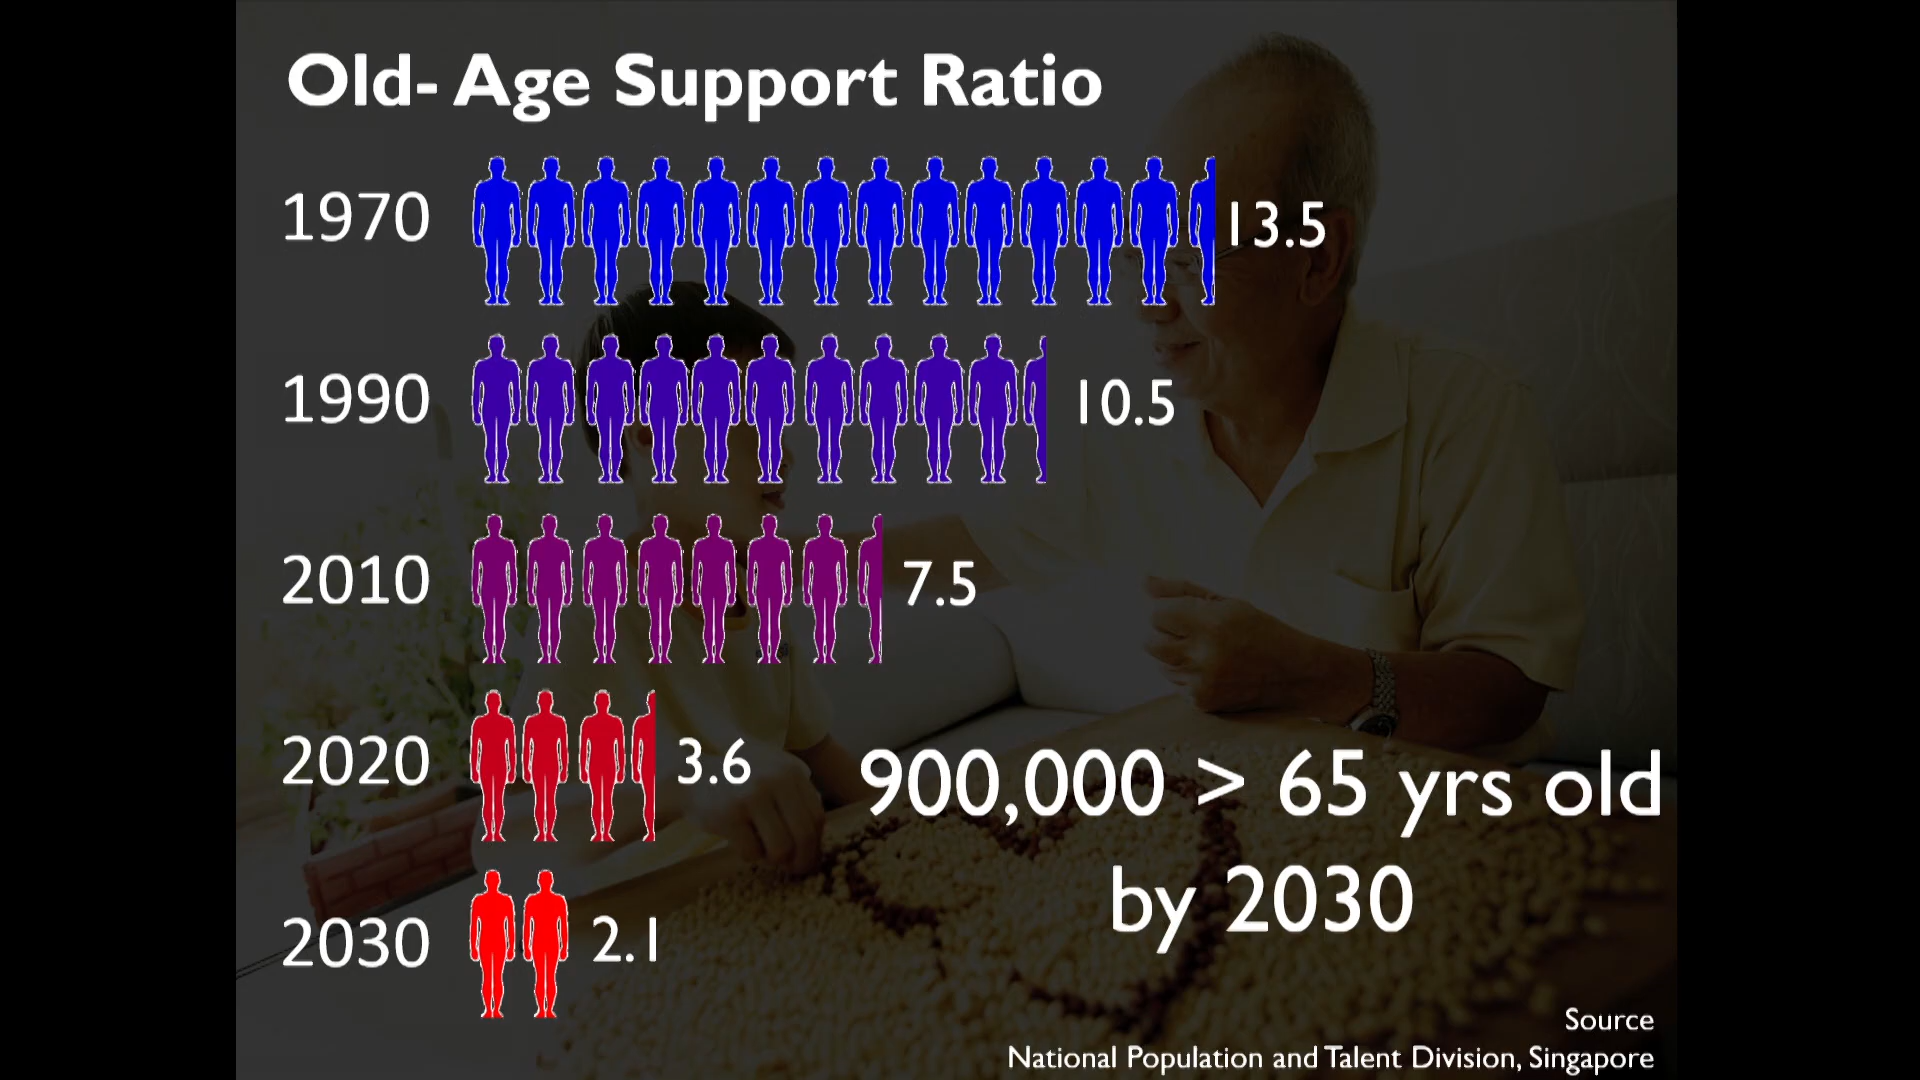 Old- Age Support Ratio
1970 13.5
1990 10.5
2010 7.5
2020 3.6
2030 2.1
900,000 > 65 yrs old
by 2030
Source
National Population and Talent Division, Singapore